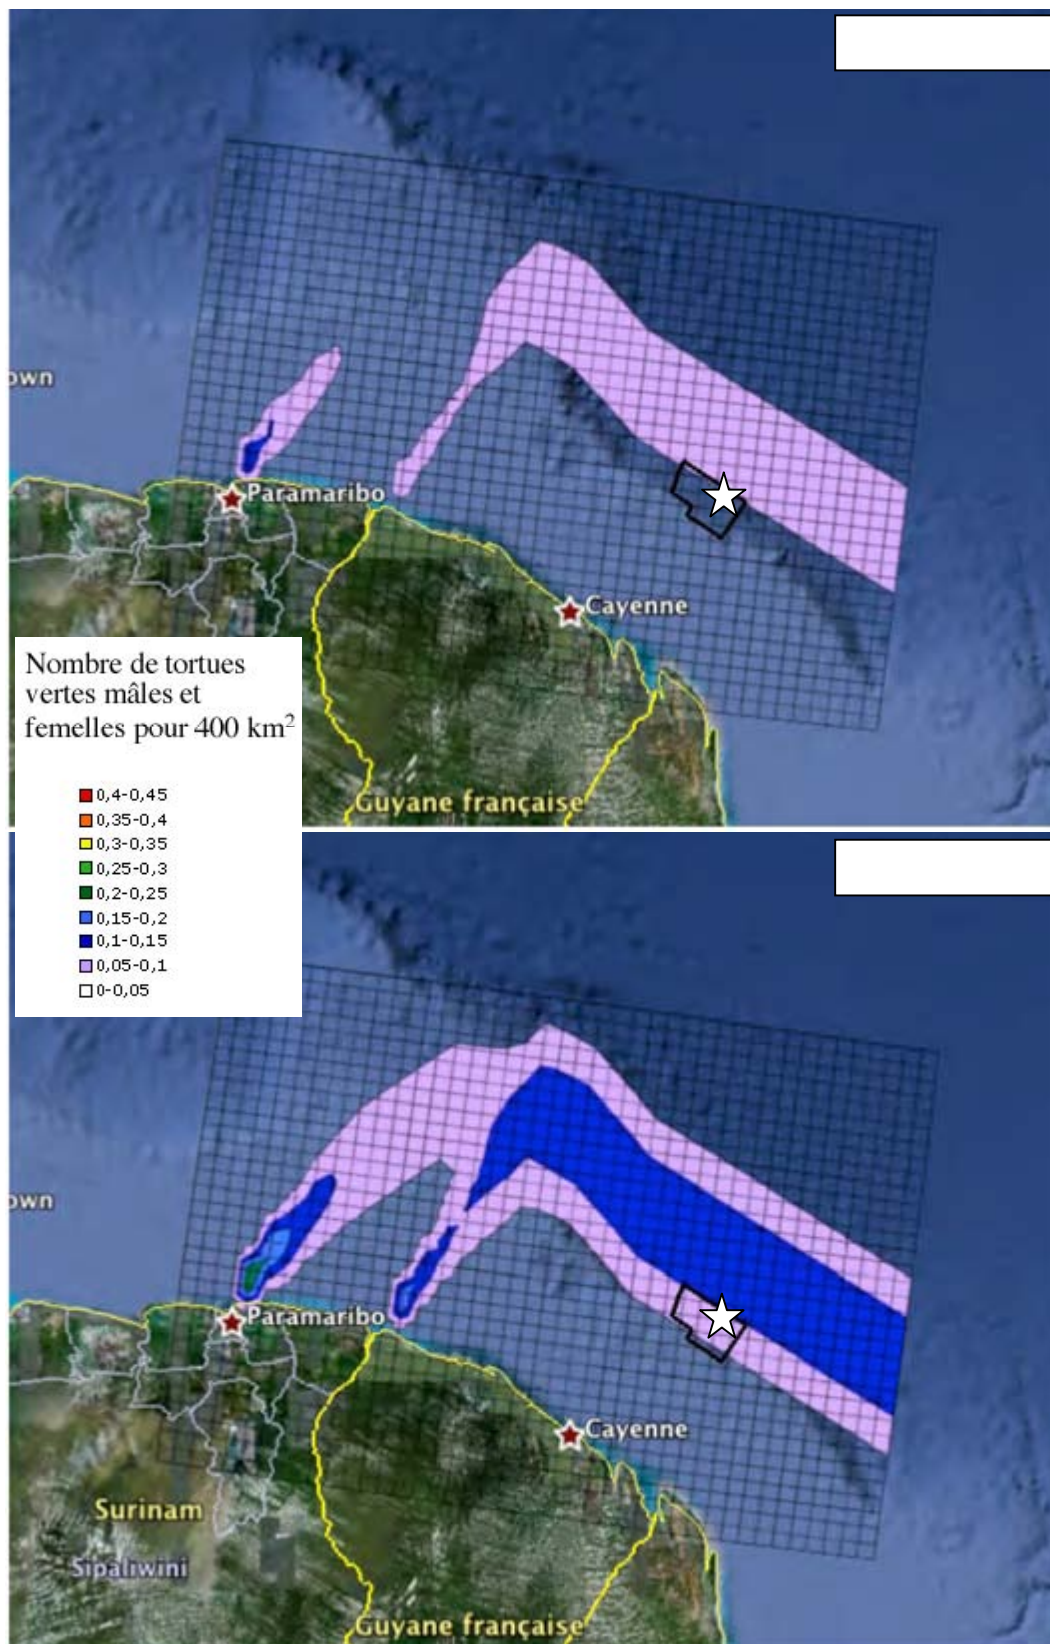 own
Paramaribo
Cayenne
Nombre de tortues
vertes mâles et
femelles pour 400 km²
Guyane française
0,4-0,45
0,35-0,4
0,3-0,35
0,25-0,3
0,2-0,25
0,15-0,2
0,1-0,15
0,05-0,1
0-0,05
own
Paramaribo
Cayenne
Surinam
Sipaliwini
Guyane française